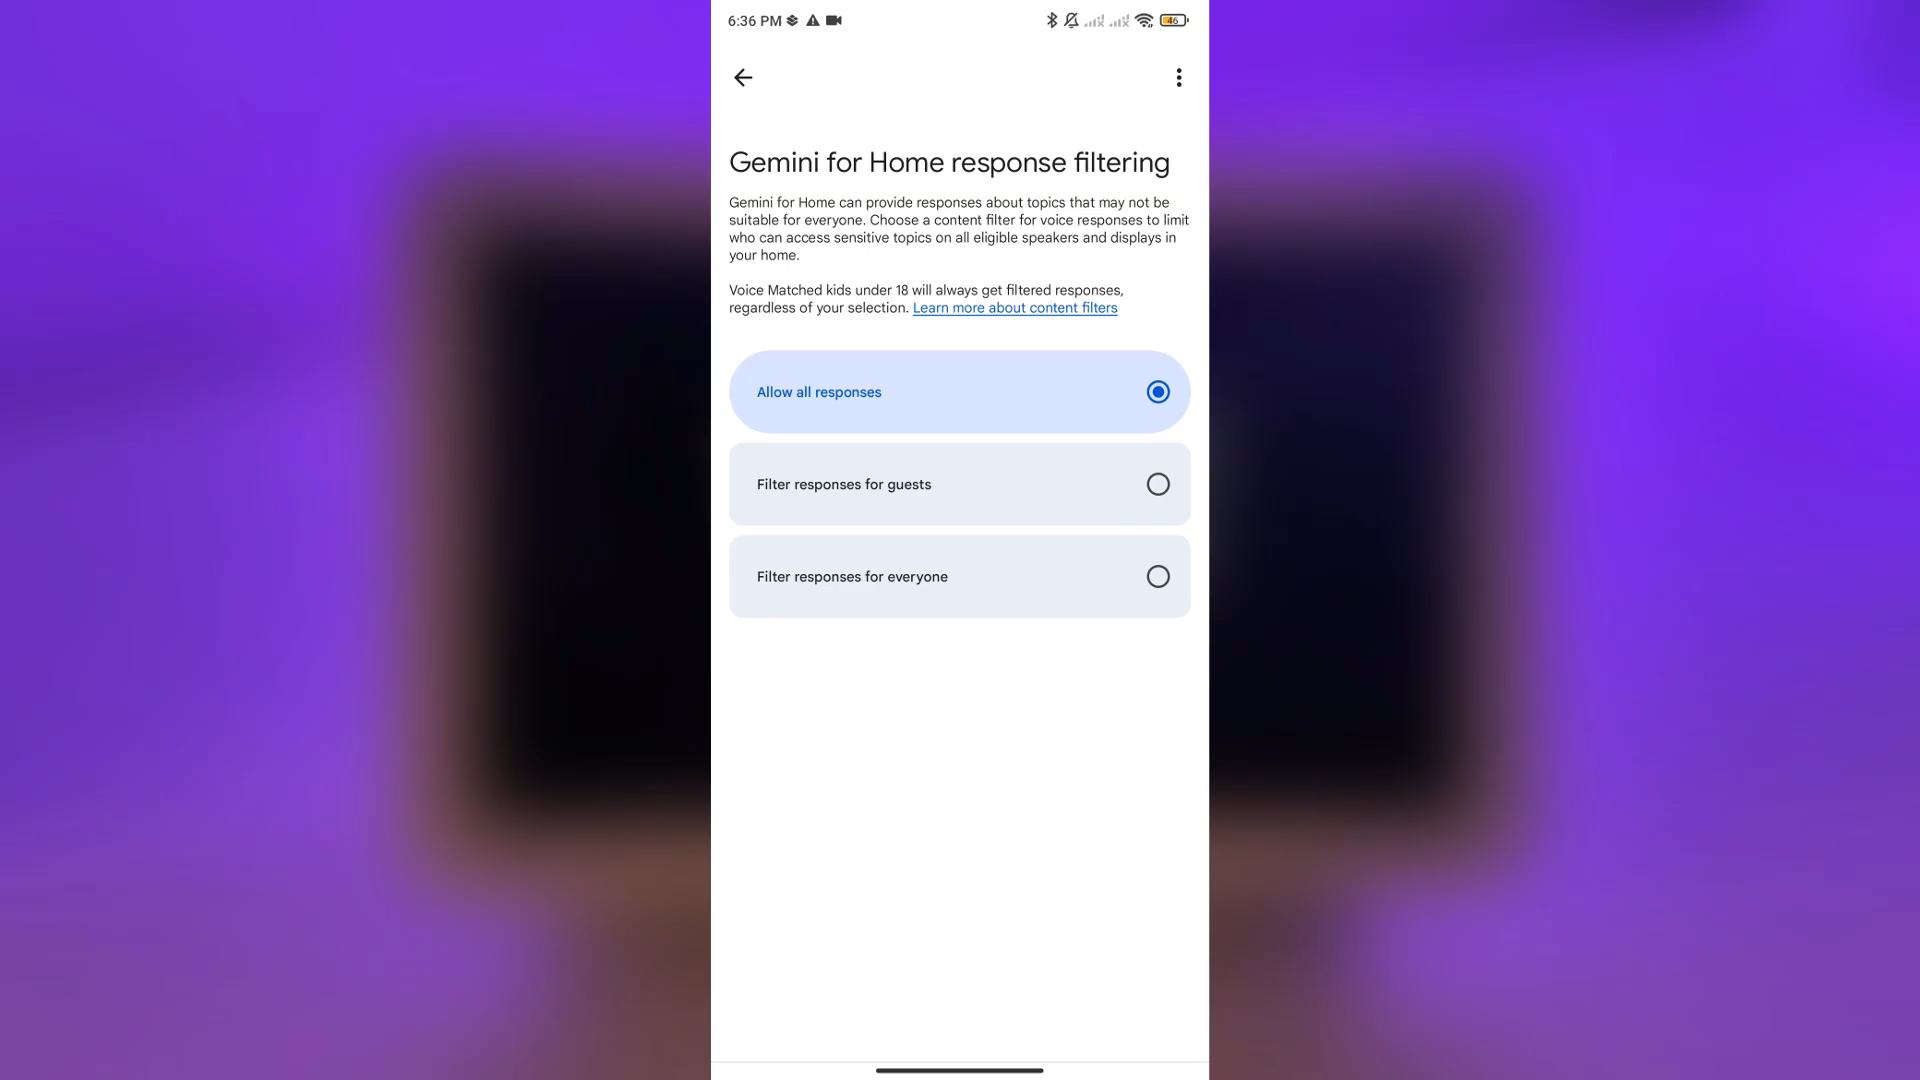 6:36 PM
46
Gemini for Home response filtering
Gemini for Home can provide responses about topics that may not be
suitable for everyone. Choose a content filter for voice responses to limit
who can access sensitive topics on all eligible speakers and displays in
your home.
Voice Matched kids under 18 will always get filtered responses,
regardless of your selection. Learn more about content filters
Allow all responses
Filter responses for guests
Filter responses for everyone